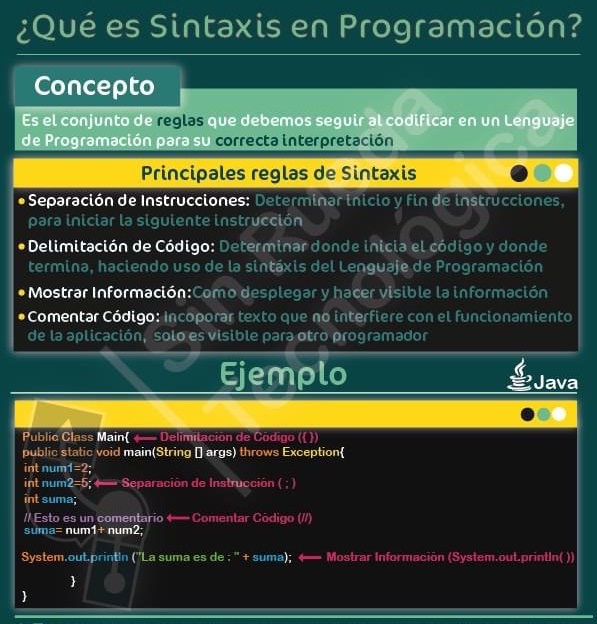 ¿Qué es Sintaxis en Programación?
Concepto
Es el conjunto de reglas que debemos seguir al codificar en un Lenguaje
de Programación para su correcta interpretación
Principales reglas de Sintaxis
• Separación de Instrucciones: Determinar inicio y fin de instrucciones,
para iniciar la siguiente instrucción
• Delimitación de Código: Determinar donde inicia el código y donde
termina, haciendo uso de la sintáxis del Lenguaje de Programación
• Mostrar Información:Como desplegar y hacer visible la información
• Comentar Código: Incoporar texto que no interfiere con el funcionamiento
de la aplicación, solo es visible para otro programador
Sin Rueda
Tecnológica
Ejemplo
Java
Public Class Main{ Delimitación de Código ({ })
public static void main(String [] args) throws Exception{
int num1=2;
int num2=5; Separación de Instrucción ( ; )
int suma;
// Esto es un comentario Comentar Código (//)
suma= num1+ num2;
System.out.println ("La suma es de : " + suma); Mostrar Información (System.out.println( ))
}
}